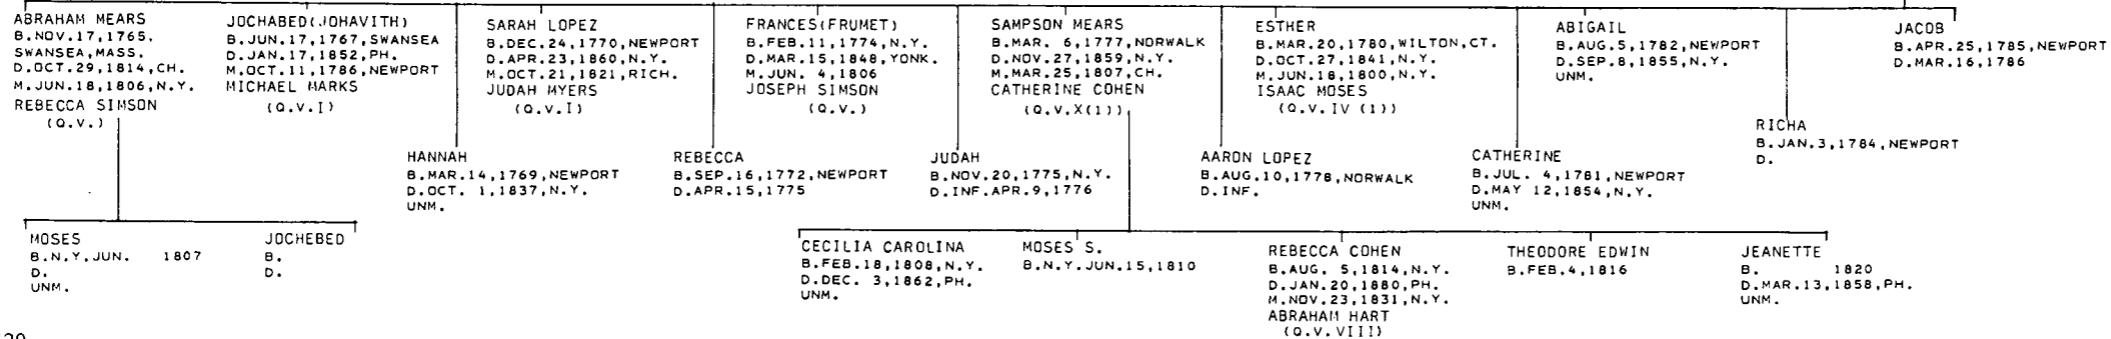 ABRAHAM MEARS
B.NOV.17,1765.
SWANSEA,MASS.
D.OCT.29,1814,CH.
M.JUN.18,1806,N.Y.
REBECCA SIMSON
(Q.V.)
JOCHABED(JOHAVITH)
B.JUN.17,1767,SWANSEA
D.JAN.17,1852,PH.
M.OCT.11,1786,NEWPORT
MICHAEL MARKS
(Q.V.I)
SARAH LOPEZ
B.DEC.24,1770,NEWPORT
D.APR.23,1860,N.Y.
M.OCT.21,1821,RICH.
JUDAH MYERS
(Q.V.I)
FRANCES(FRUMET)
B.FEB.11,1774,N.Y.
D.MAR.15,1848,YONK.
M.JUN. 4,1806
JOSEPH SIMSON
(Q.V.)
SAMPSON MEARS
B.MAR. 6,1777,NORWALK
D.NOV.27,1859,N.Y.
M.MAR.25,1807,CH.
CATHERINE COHEN
(Q.V.X(1))
ESTHER
B.MAR.20,1780,WILTON,CT.
D.OCT.27,1841,N.Y.
M.JUN.18,1800,N.Y.
ISAAC MOSES
(Q.V.IV (1))
ABIGAIL
B.AUG.5,1782,NEWPORT
D.SEP.8,1855,N.Y.
UNM.
JACOB
B.APR.25,1785,NEWPORT
D.MAR.16,1786
HANNAH
B.MAR.14,1769,NEWPORT
D.OCT. 1,1837,N.Y.
UNM.
REBECCA
B.SEP.16,1772,NEWPORT
D.APR.15,1775
JUDAH
B.NOV.20,1775,N.Y.
D.INF.APR.9,1776
AARON LOPEZ
B.AUG.10,1778,NORWALK
D.INF.
CATHERINE
B.JUL. 4,1781,NEWPORT
D.MAY 12,1854,N.Y.
UNM.
RICHA
B.JAN.3,1784,NEWPORT
D.
MOSES
B.N.Y.JUN. 1807
D.
UNM.
JOCHEBED
B.
D.
CECILIA CAROLINA
B.FEB.18,1808,N.Y.
D.DEC. 3,1862,PH.
UNM.
MOSES S.
B.N.Y.JUN.15,1810
REBECCA COHEN
B.AUG. 5,1814,N.Y.
D.JAN.20,1880,PH.
M.NOV.23,1831,N.Y.
ABRAHAM HART
(Q.V.VIII)
THEODORE EDWIN
B.FEB.4,1816
JEANETTE
B. 1820
D.MAR.13,1858,PH.
UNM.